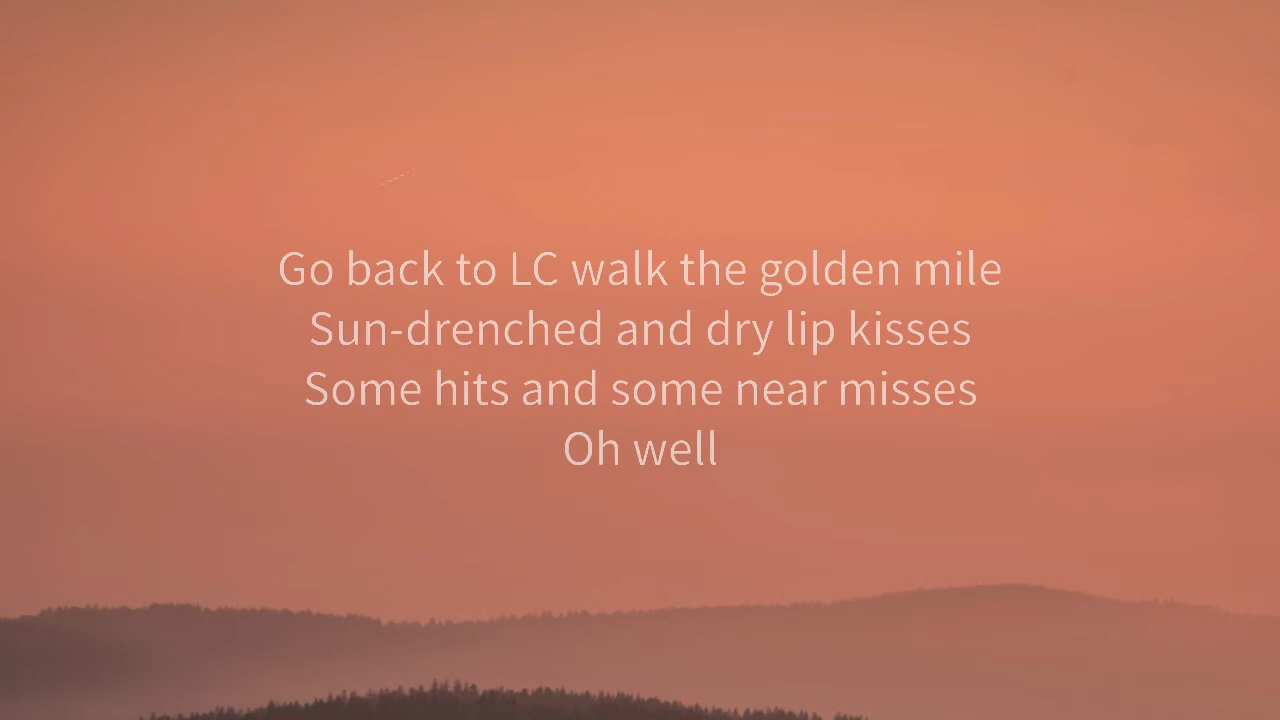 Go back to LC walk the golden mile
Sun-drenched and dry lip kisses
Some hits and some near misses
Oh well